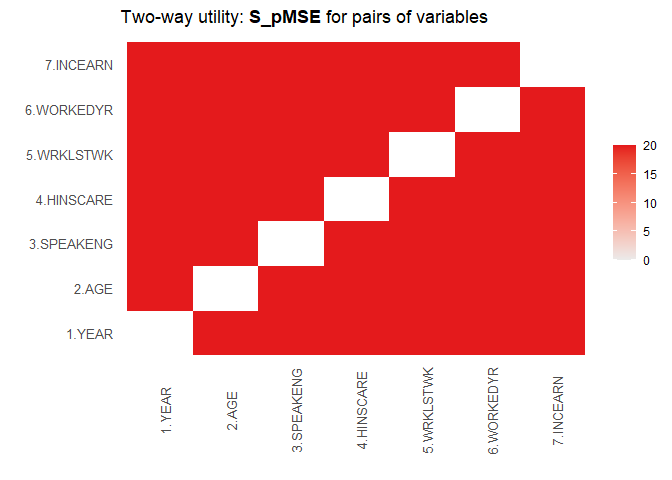 Two-way utility: S_pMSE for pairs of variables
7.INCEARN
6.WORKEDYR
5.WRKLSTWK
4.HINSCARE
3.SPEAKENG
2.AGE
1.YEAR
20
15
10
5
0
1.YEAR
2.AGE
3.SPEAKENG
4.HINSCARE
5.WRKLSTWK
6.WORKEDYR
7.INCEARN